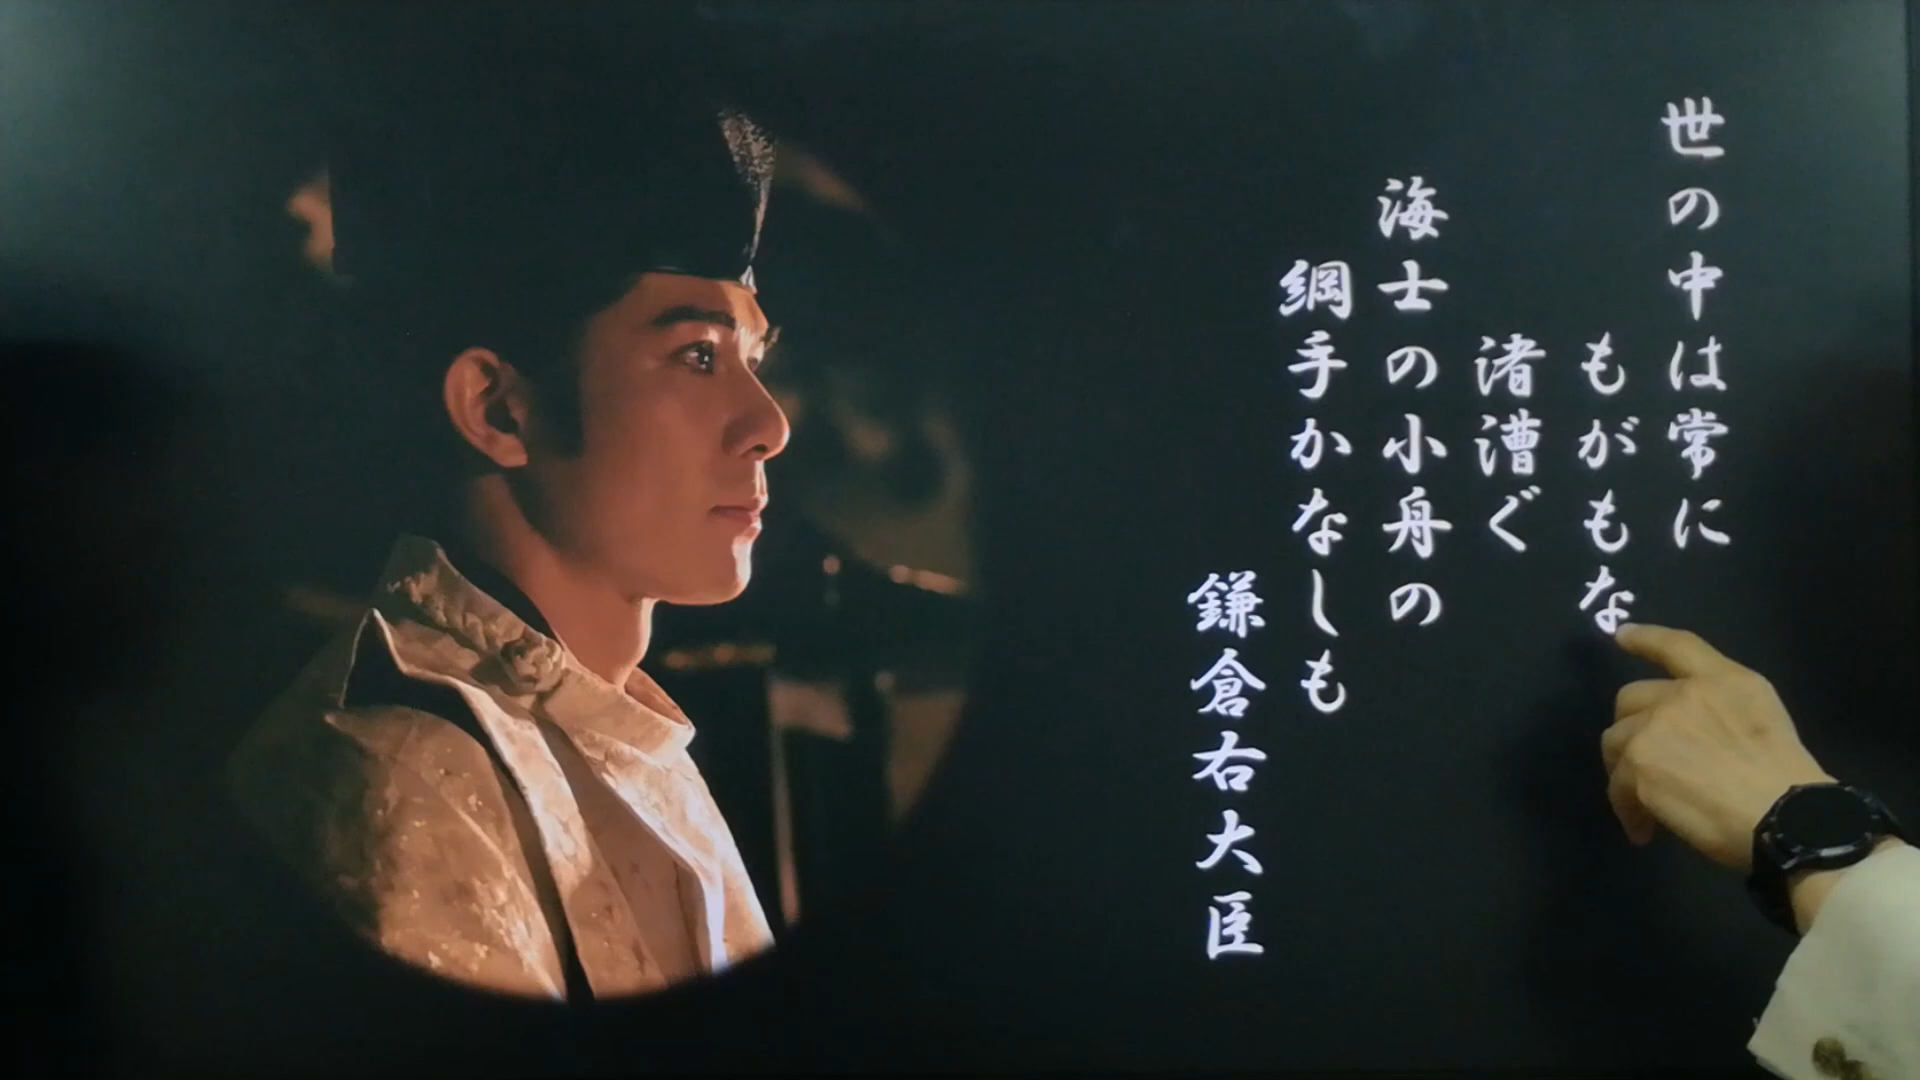 世の中は常に
もがもな
渚漕ぐ
海士の小舟の
綱手かなしも
鎌倉右大臣